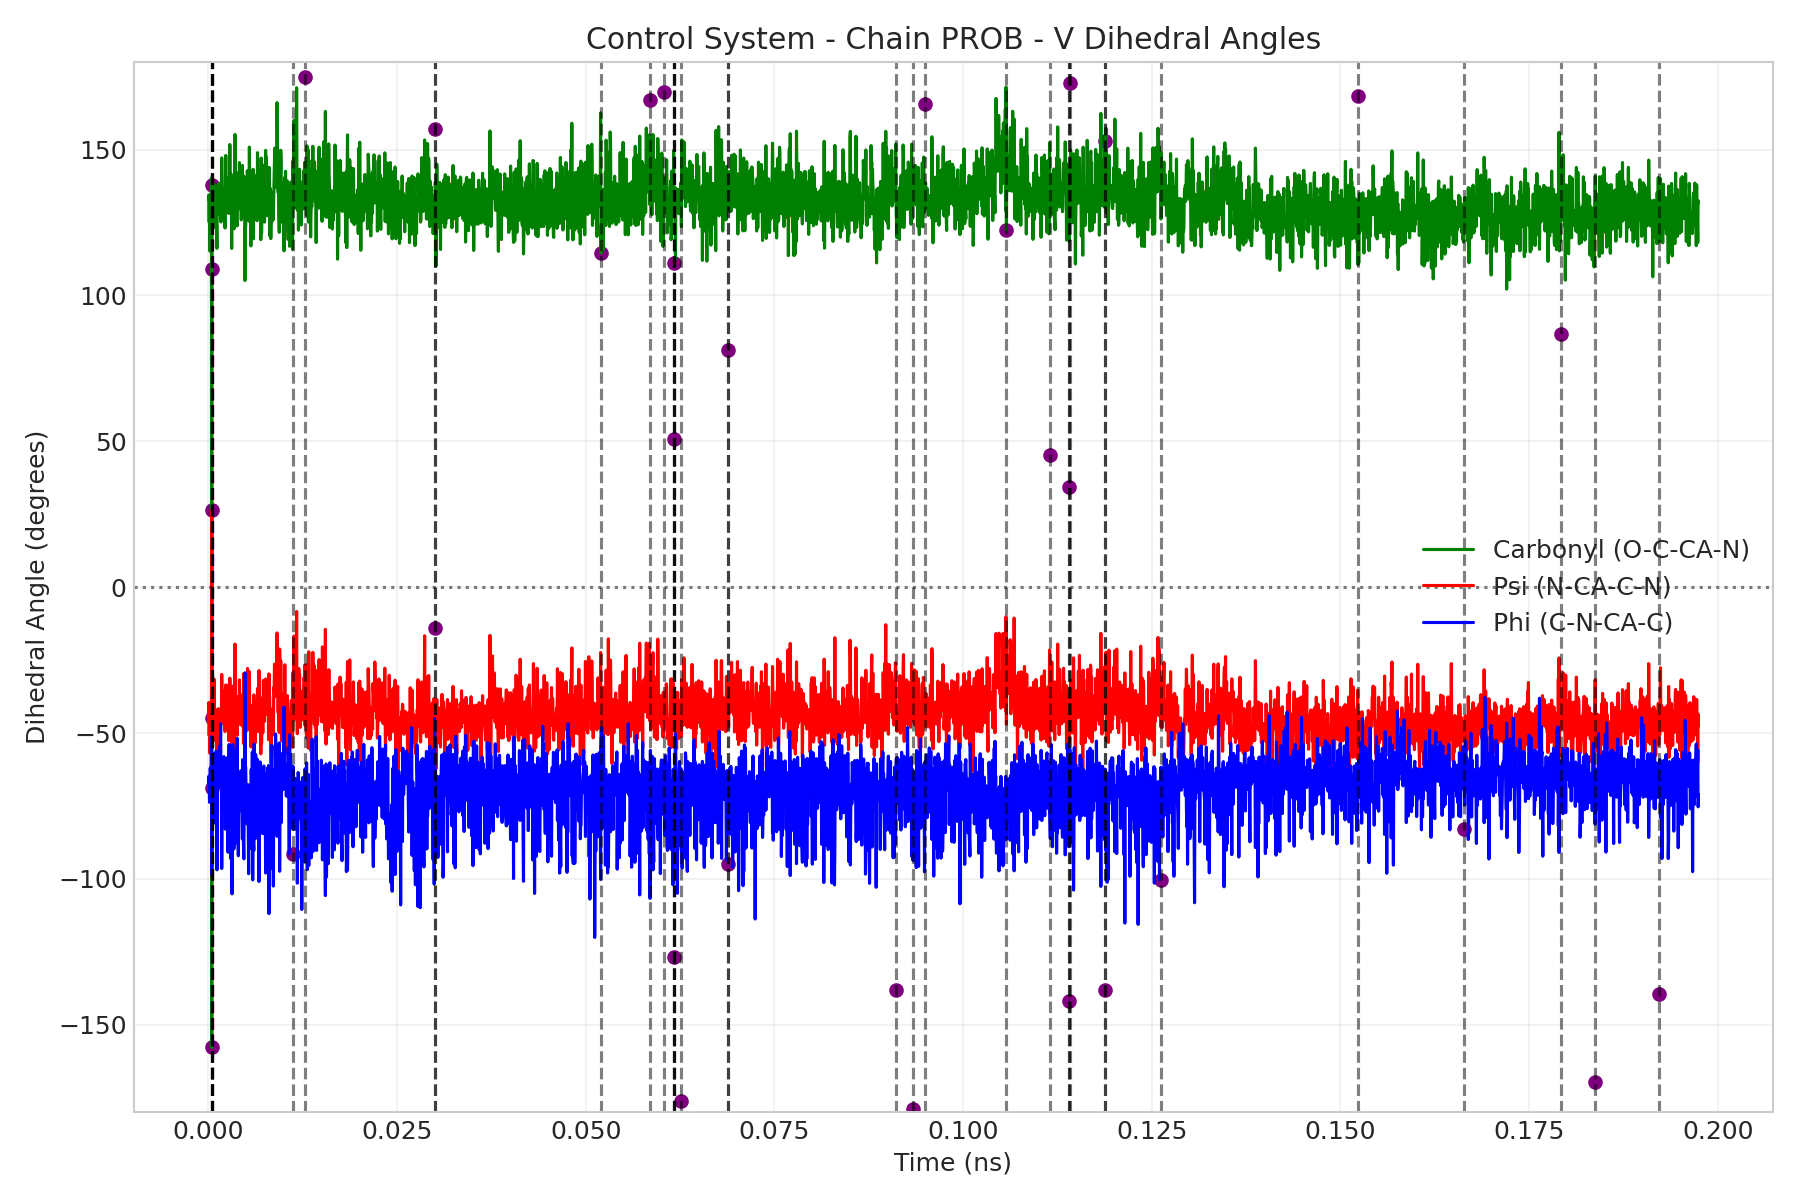 Control System - Chain PROB - V Dihedral Angles
150
100
50
0
−50
−100
−150
Dihedral Angle (degrees)
Carbonyl (O-C-CA-N)
Psi (N-CA-C-N)
Phi (C-N-CA-C)
0.000 0.025 0.050 0.075 0.100 0.125 0.150 0.175 0.200
Time (ns)